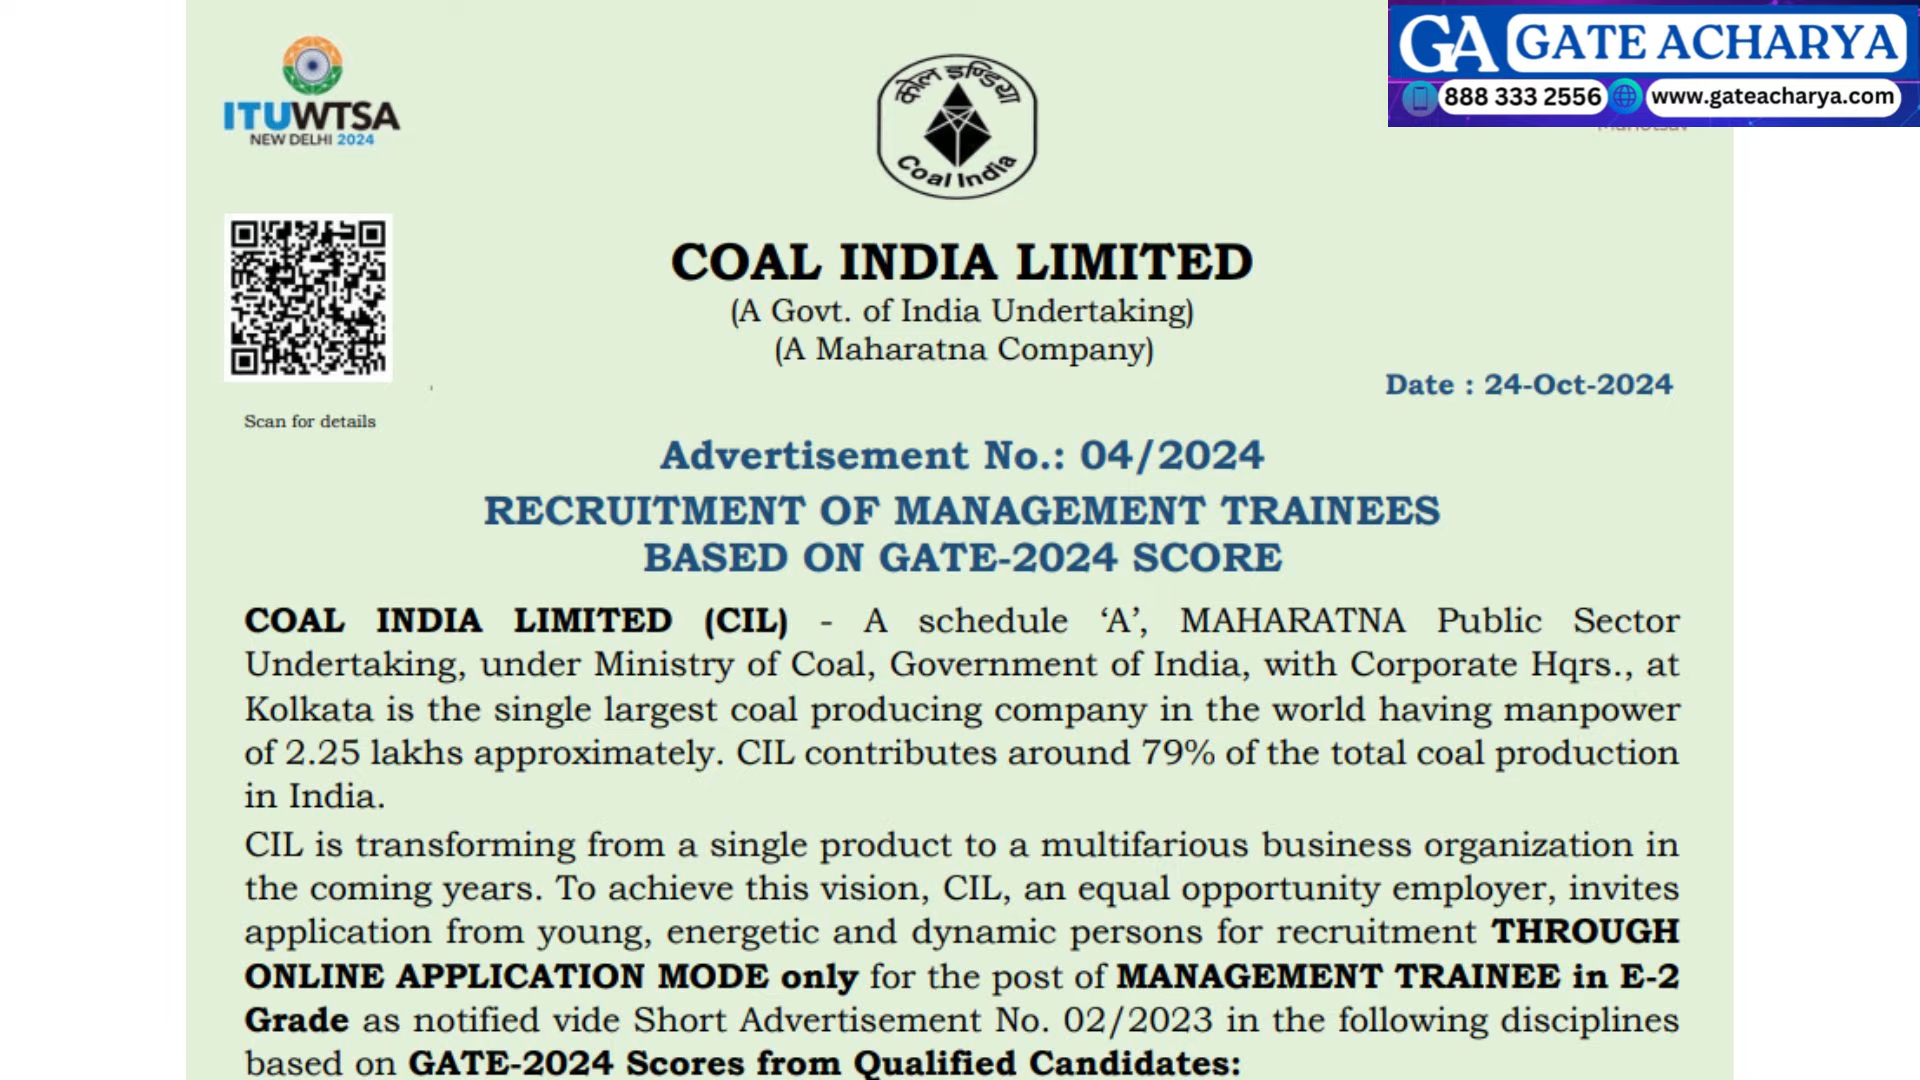 GA GATE ACHARYA
888 333 2556 www.gateacharya.com
ITUWTSA
NEW DELHI 2024
कोल इण्डिया
Coal India
COAL INDIA LIMITED
(A Govt. of India Undertaking)
(A Maharatna Company)
Date : 24-Oct-2024
Scan for details
Advertisement No.: 04/2024
RECRUITMENT OF MANAGEMENT TRAINEES
BASED ON GATE-2024 SCORE
COAL INDIA LIMITED (CIL) - A schedule ‘A’, MAHARATNA Public Sector
Undertaking, under Ministry of Coal, Government of India, with Corporate Hqrs., at
Kolkata is the single largest coal producing company in the world having manpower
of 2.25 lakhs approximately. CIL contributes around 79% of the total coal production
in India.
CIL is transforming from a single product to a multifarious business organization in
the coming years. To achieve this vision, CIL, an equal opportunity employer, invites
application from young, energetic and dynamic persons for recruitment THROUGH
ONLINE APPLICATION MODE only for the post of MANAGEMENT TRAINEE in E-2
Grade as notified vide Short Advertisement No. 02/2023 in the following disciplines
based on GATE-2024 Scores from Qualified Candidates: